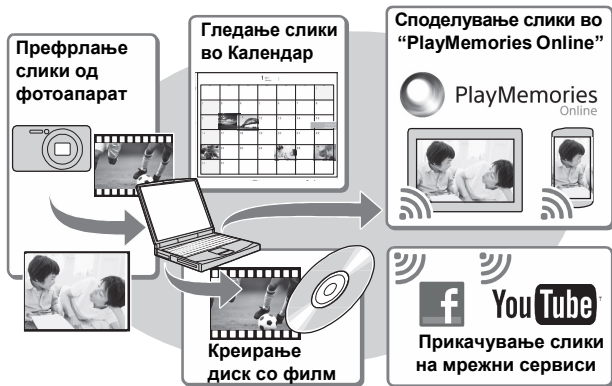 Префрлање
слики од
фотоапарат
Гледање слики
во Календар
Споделување слики во
“PlayMemories Online”
PlayMemories
Online
Креирање
диск со филм
f
You Tube
Прикачување слики
на мрежни сервиси